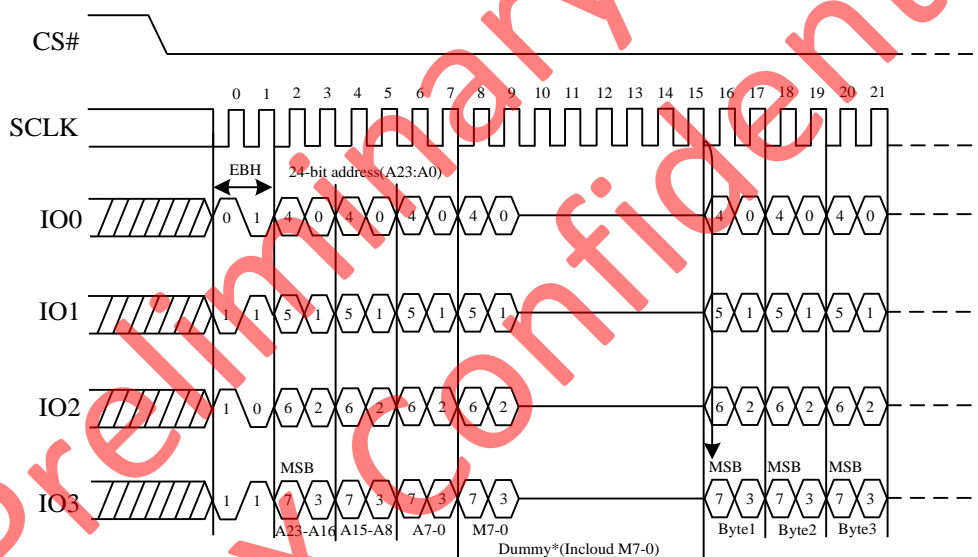 CS#
0 1 2 3 4 5 6 7 8 9 10 11 12 13 14 15 16 17 18 19 20 21
SCLK
EBH
24-bit address(A23:A0)
IO0 0 1 4 0 4 0 4 0 4 0 4 0 4 0 4 0
IO1 1 1 5 1 5 1 5 1 5 1 5 1 5 1 5 1
IO2 1 0 6 2 6 2 6 2 6 2 6 2 6 2 6 2
MSB MSB MSB MSB
IO3 1 1 7 3 7 3 7 3 7 3 7 3 7 3 7 3
A23-A16 A15-A8 A7-0 M7-0 Byte1 Byte2 Byte3
Dummy*(Incloud M7-0)
Preliminary
Confident